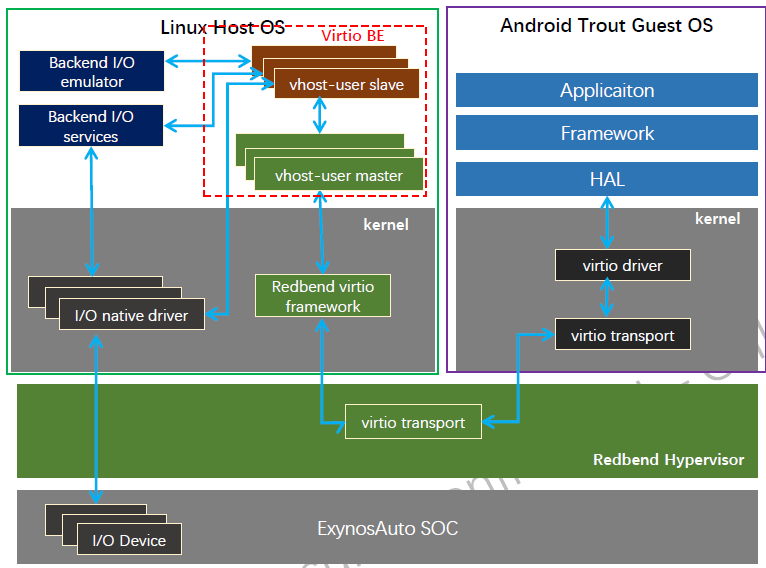 Linux Host OS
Virtio BE
Backend I/O
emulator
vhost-user slave
Backend I/O
services
vhost-user master
kernel
I/O native driver
Redbend virtio
framework
Android Trout Guest OS
Applicaiton
Framework
HAL
kernel
virtio driver
virtio transport
virtio transport
Redbend Hypervisor
I/O Device
ExynosAuto SOC